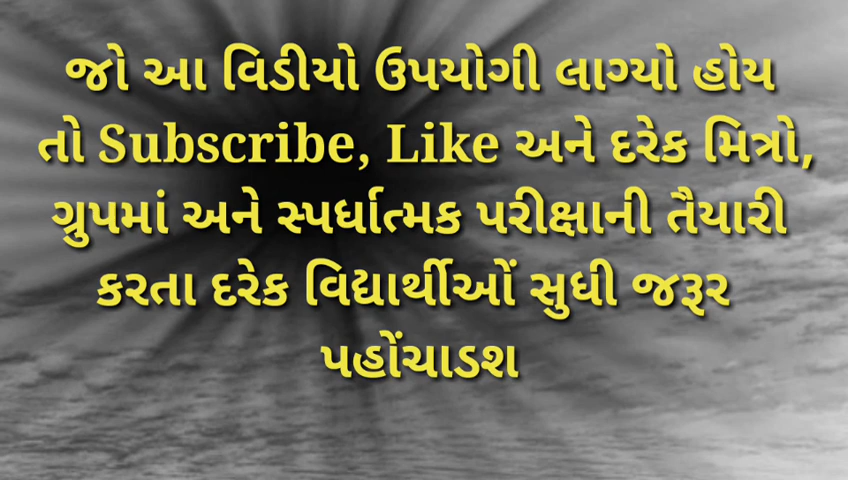 જો આ વિડીયો ઉપયોગી લાગ્યો હોય
તો Subscribe, Like અને દરેક મિત્રો,
ગ્રુપમાં અને સ્પર્ધાત્મક પરીક્ષાની તૈયારી
કરતા દરેક વિદ્યાર્થીઓં સુધી જરૂર
પહોંચાડશ